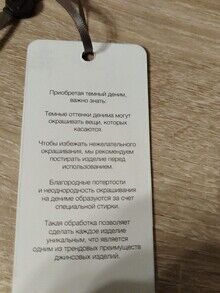 Приобретая темный деним,
важно знать:
Темные оттенки денима могут
окрашивать вещи, которых
касаются.
Чтобы избежать нежелательного
окрашивания, мы рекомендуем
постирать изделие перед
использованием.
Благородные потертости
и неоднородность окрашивания
на дениме образуются за счет
специальной стирки.
Такая обработка позволяет
сделать каждое изделие
уникальным, что является
одним из трендовых преимуществ
джинсовых изделий.